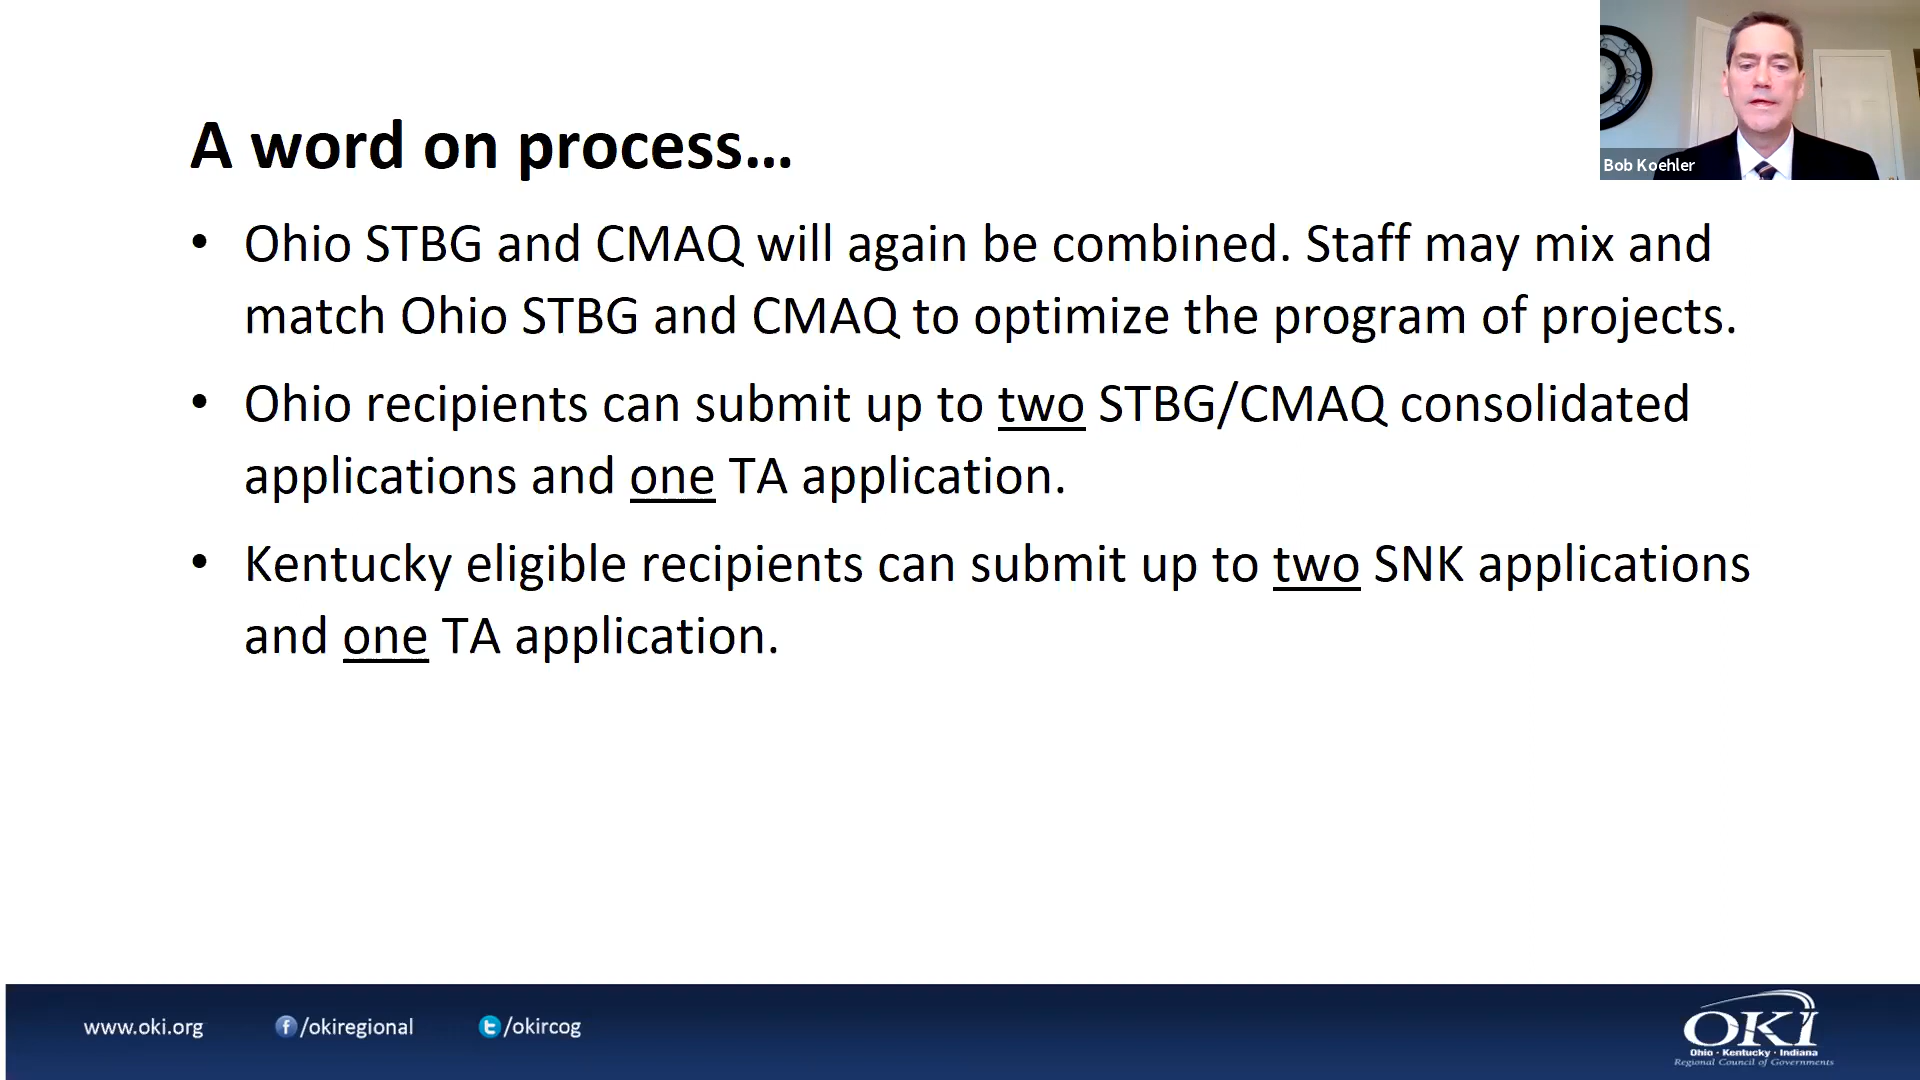 A word on process...
• Ohio STBG and CMAQ will again be combined. Staff may mix and
match Ohio STBG and CMAQ to optimize the program of projects.
• Ohio recipients can submit up to two STBG/CMAQ consolidated
applications and one TA application.
• Kentucky eligible recipients can submit up to two SNK applications
and one TA application.
Bob Koehler
www.oki.org
/okiregional
/okircog
OKI
Ohio · Kentucky · Indiana
Regional Council of Governments